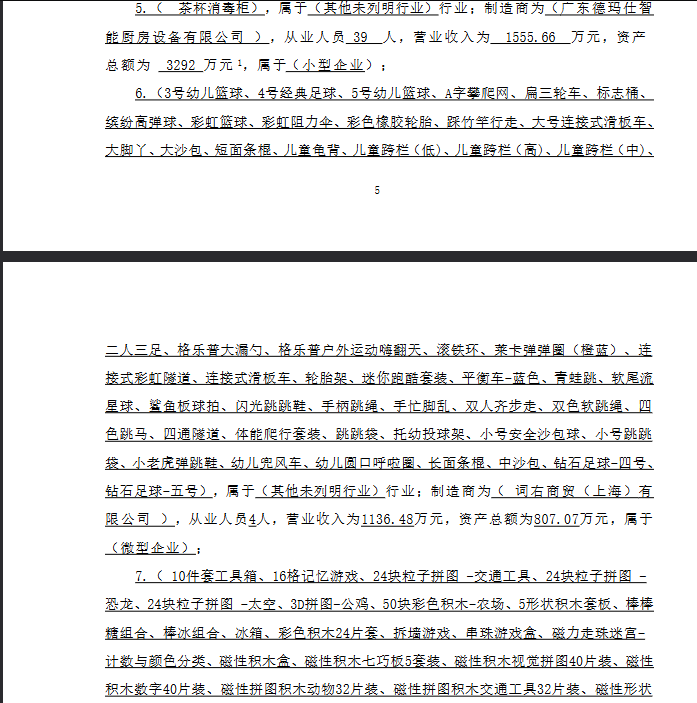 5.（ 茶杯消毒柜），属于（其他未列明行业）行业；制造商为（广东德玛仕智
能厨房设备有限公司 ），从业人员 39 人，营业收入为 1555.66 万元，资产
总额为 3292 万元¹，属于（小型企业）；
6.（3号幼儿篮球、4号经典足球、5号幼儿篮球、A字攀爬网、扁三轮车、标志桶、
缤纷高弹球、彩虹篮球、彩虹阻力伞、彩色橡胶轮胎、踩竹竿行走、大号连接式滑板车、
大脚丫、大沙包、短面条棍、儿童龟背、儿童跨栏（低）、儿童跨栏（高）、儿童跨栏（中）、
5
二人三足、格乐普大漏勺、格乐普户外运动嗨翻天、滚铁环、莱卡弹弹圈（橙蓝）、连
接式彩虹隧道、连接式滑板车、轮胎架、迷你跑酷套装、平衡车-蓝色、青蛙跳、软尾流
星球、鲨鱼板球拍、闪光跳跳鞋、手柄跳绳、手忙脚乱、双人齐步走、双色软跳绳、四
色跳马、四通隧道、体能爬行套装、跳跳袋、托幼投球架、小号安全沙包球、小号跳跳
袋、小老虎弹跳鞋、幼儿兜风车、幼儿圆口呼啦圈、长面条棍、中沙包、钻石足球-四号、
钻石足球-五号），属于（其他未列明行业）行业；制造商为（ 词右商贸（上海）有
限公司 ），从业人员4人，营业收入为1136.48万元，资产总额为807.07万元，属于
（微型企业）；
7.（ 10件套工具箱、16格记忆游戏、24块粒子拼图 -交通工具、24块粒子拼图 -
恐龙、24块粒子拼图 -太空、3D拼图-公鸡、50块彩色积木-农场、5形状积木套板、棒棒
糖组合、棒冰组合、冰箱、彩色积木24片套、拆墙游戏、串珠游戏盒、磁力走珠迷宫-
计数与颜色分类、磁性积木盒、磁性积木七巧板5套装、磁性积木视觉拼图40片装、磁性
积木数字40片装、磁性拼图积木动物32片装、磁性拼图积木交通工具32片装、磁性形状